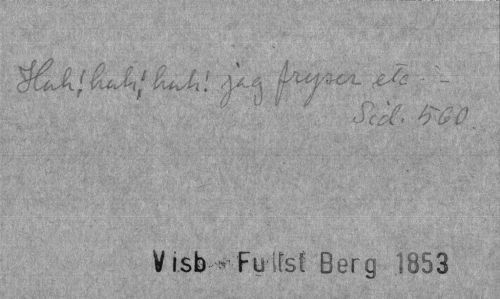 Huh! huh! huh! jag fryser etc. –
Sid. 560.
Visb - Fullst Berg 1853